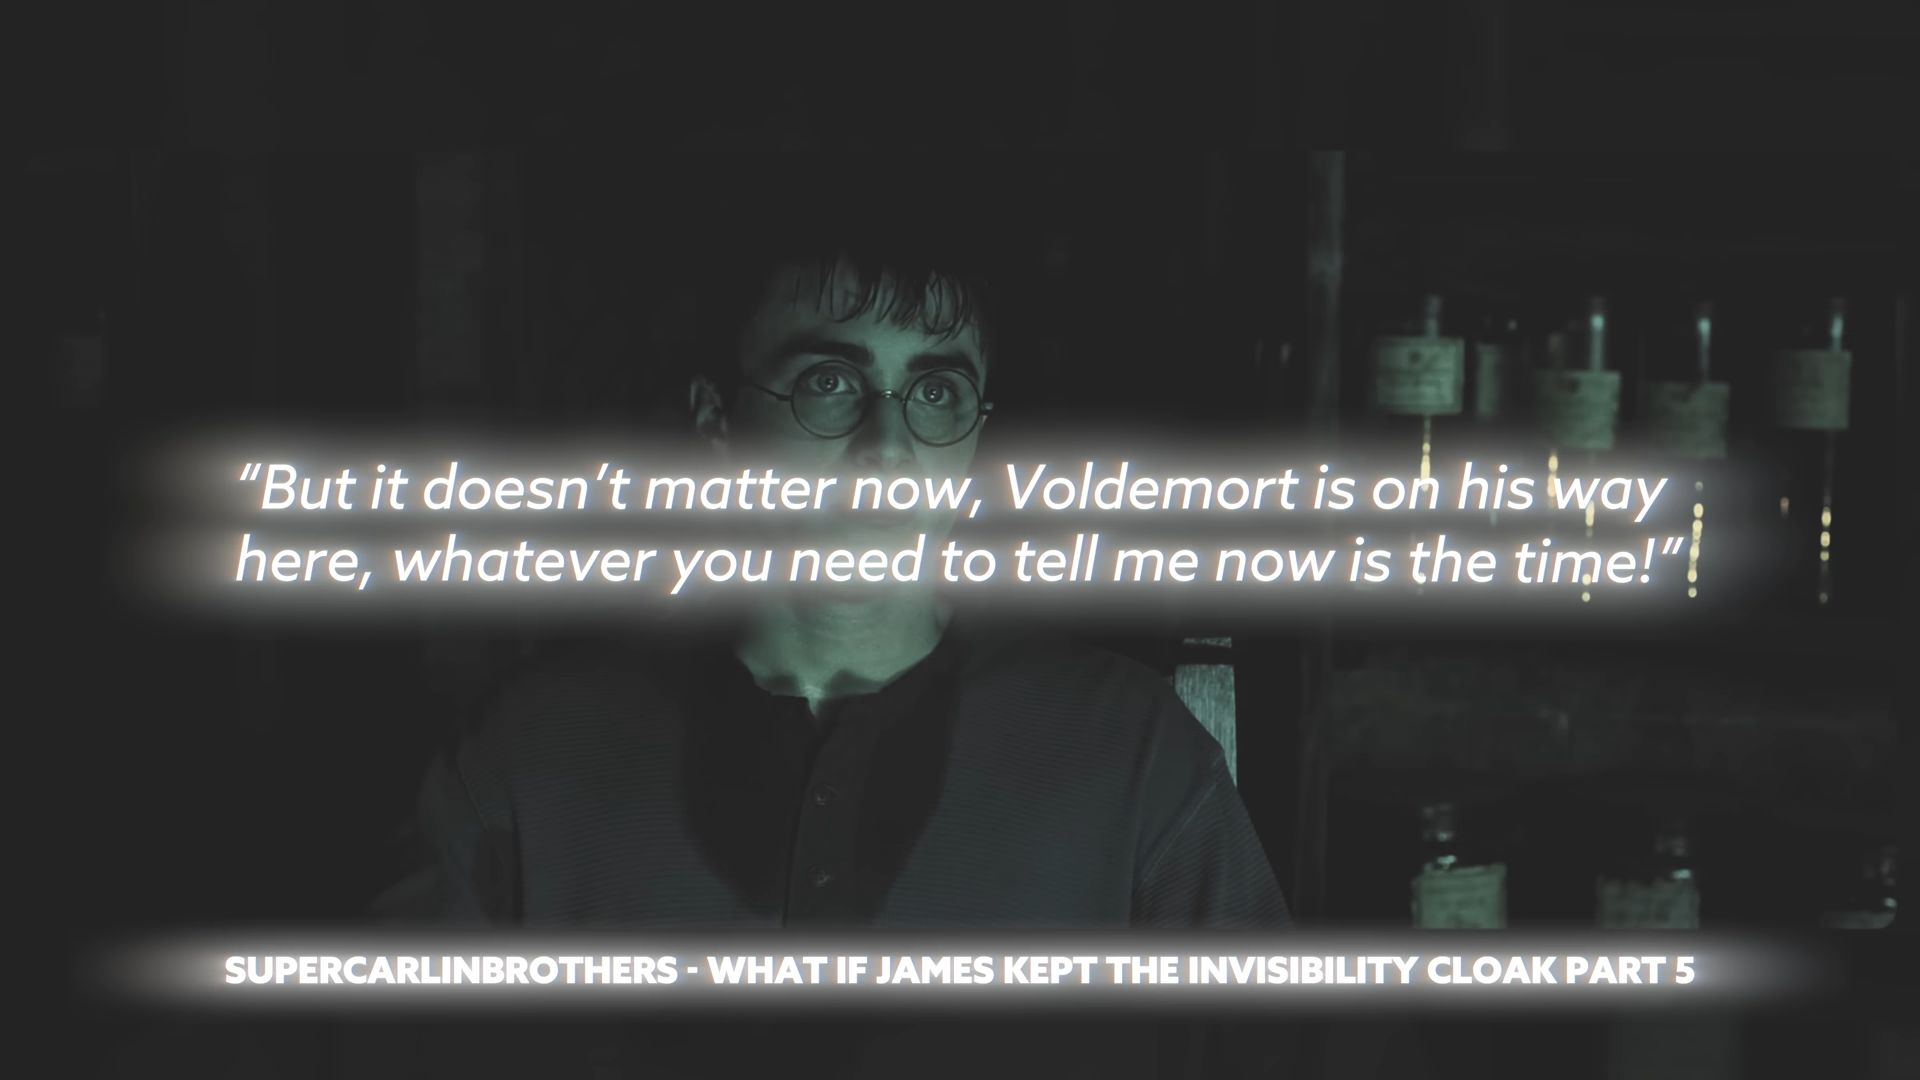 “But it doesn’t matter now, Voldemort is on his way
here, whatever you need to tell me now is the time!”
SUPERCARLINBROTHERS - WHAT IF JAMES KEPT THE INVISIBILITY CLOAK PART 5